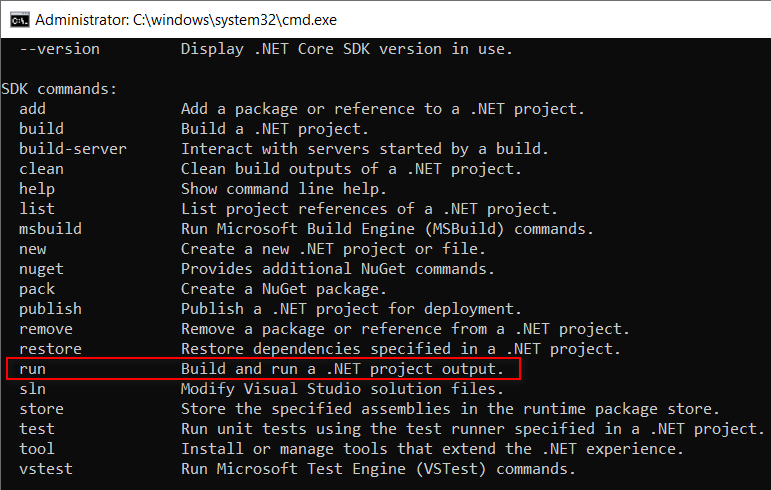 Administrator: C:\windows\system32\cmd.exe
--version Display .NET Core SDK version in use.
SDK commands:
add Add a package or reference to a .NET project.
build Build a .NET project.
build-server Interact with servers started by a build.
clean Clean build outputs of a .NET project.
help Show command line help.
list List project references of a .NET project.
msbuild Run Microsoft Build Engine (MSBuild) commands.
new Create a new .NET project or file.
nuget Provides additional NuGet commands.
pack Create a NuGet package.
publish Publish a .NET project for deployment.
remove Remove a package or reference from a .NET project.
restore Restore dependencies specified in a .NET project.
run Build and run a .NET project output.
sln Modify Visual Studio solution files.
store Store the specified assemblies in the runtime package store.
test Run unit tests using the test runner specified in a .NET project.
tool Install or manage tools that extend the .NET experience.
vstest Run Microsoft Test Engine (VSTest) commands.